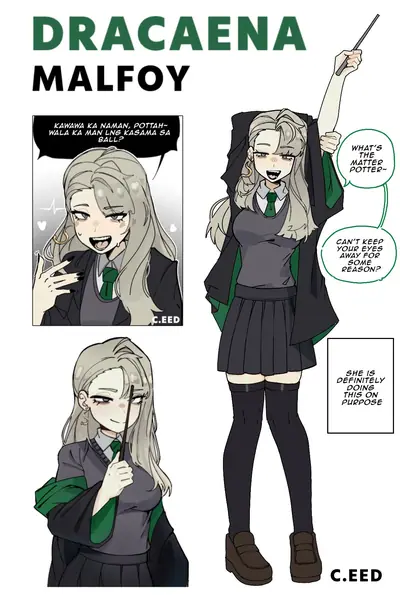 DRACAENA
MALFOY
KAWAWA KA NAMAN, POTTAH-
WALA KA MAN LNG KASAMA SA
BALL?
C.EED
WHAT'S
THE
MATTER
POTTER~
CAN'T KEEP
YOUR EYES
AWAY FOR
SOME
REASON?
SHE IS
DEFINITELY
DOING
THIS ON
PURPOSE
C.EED